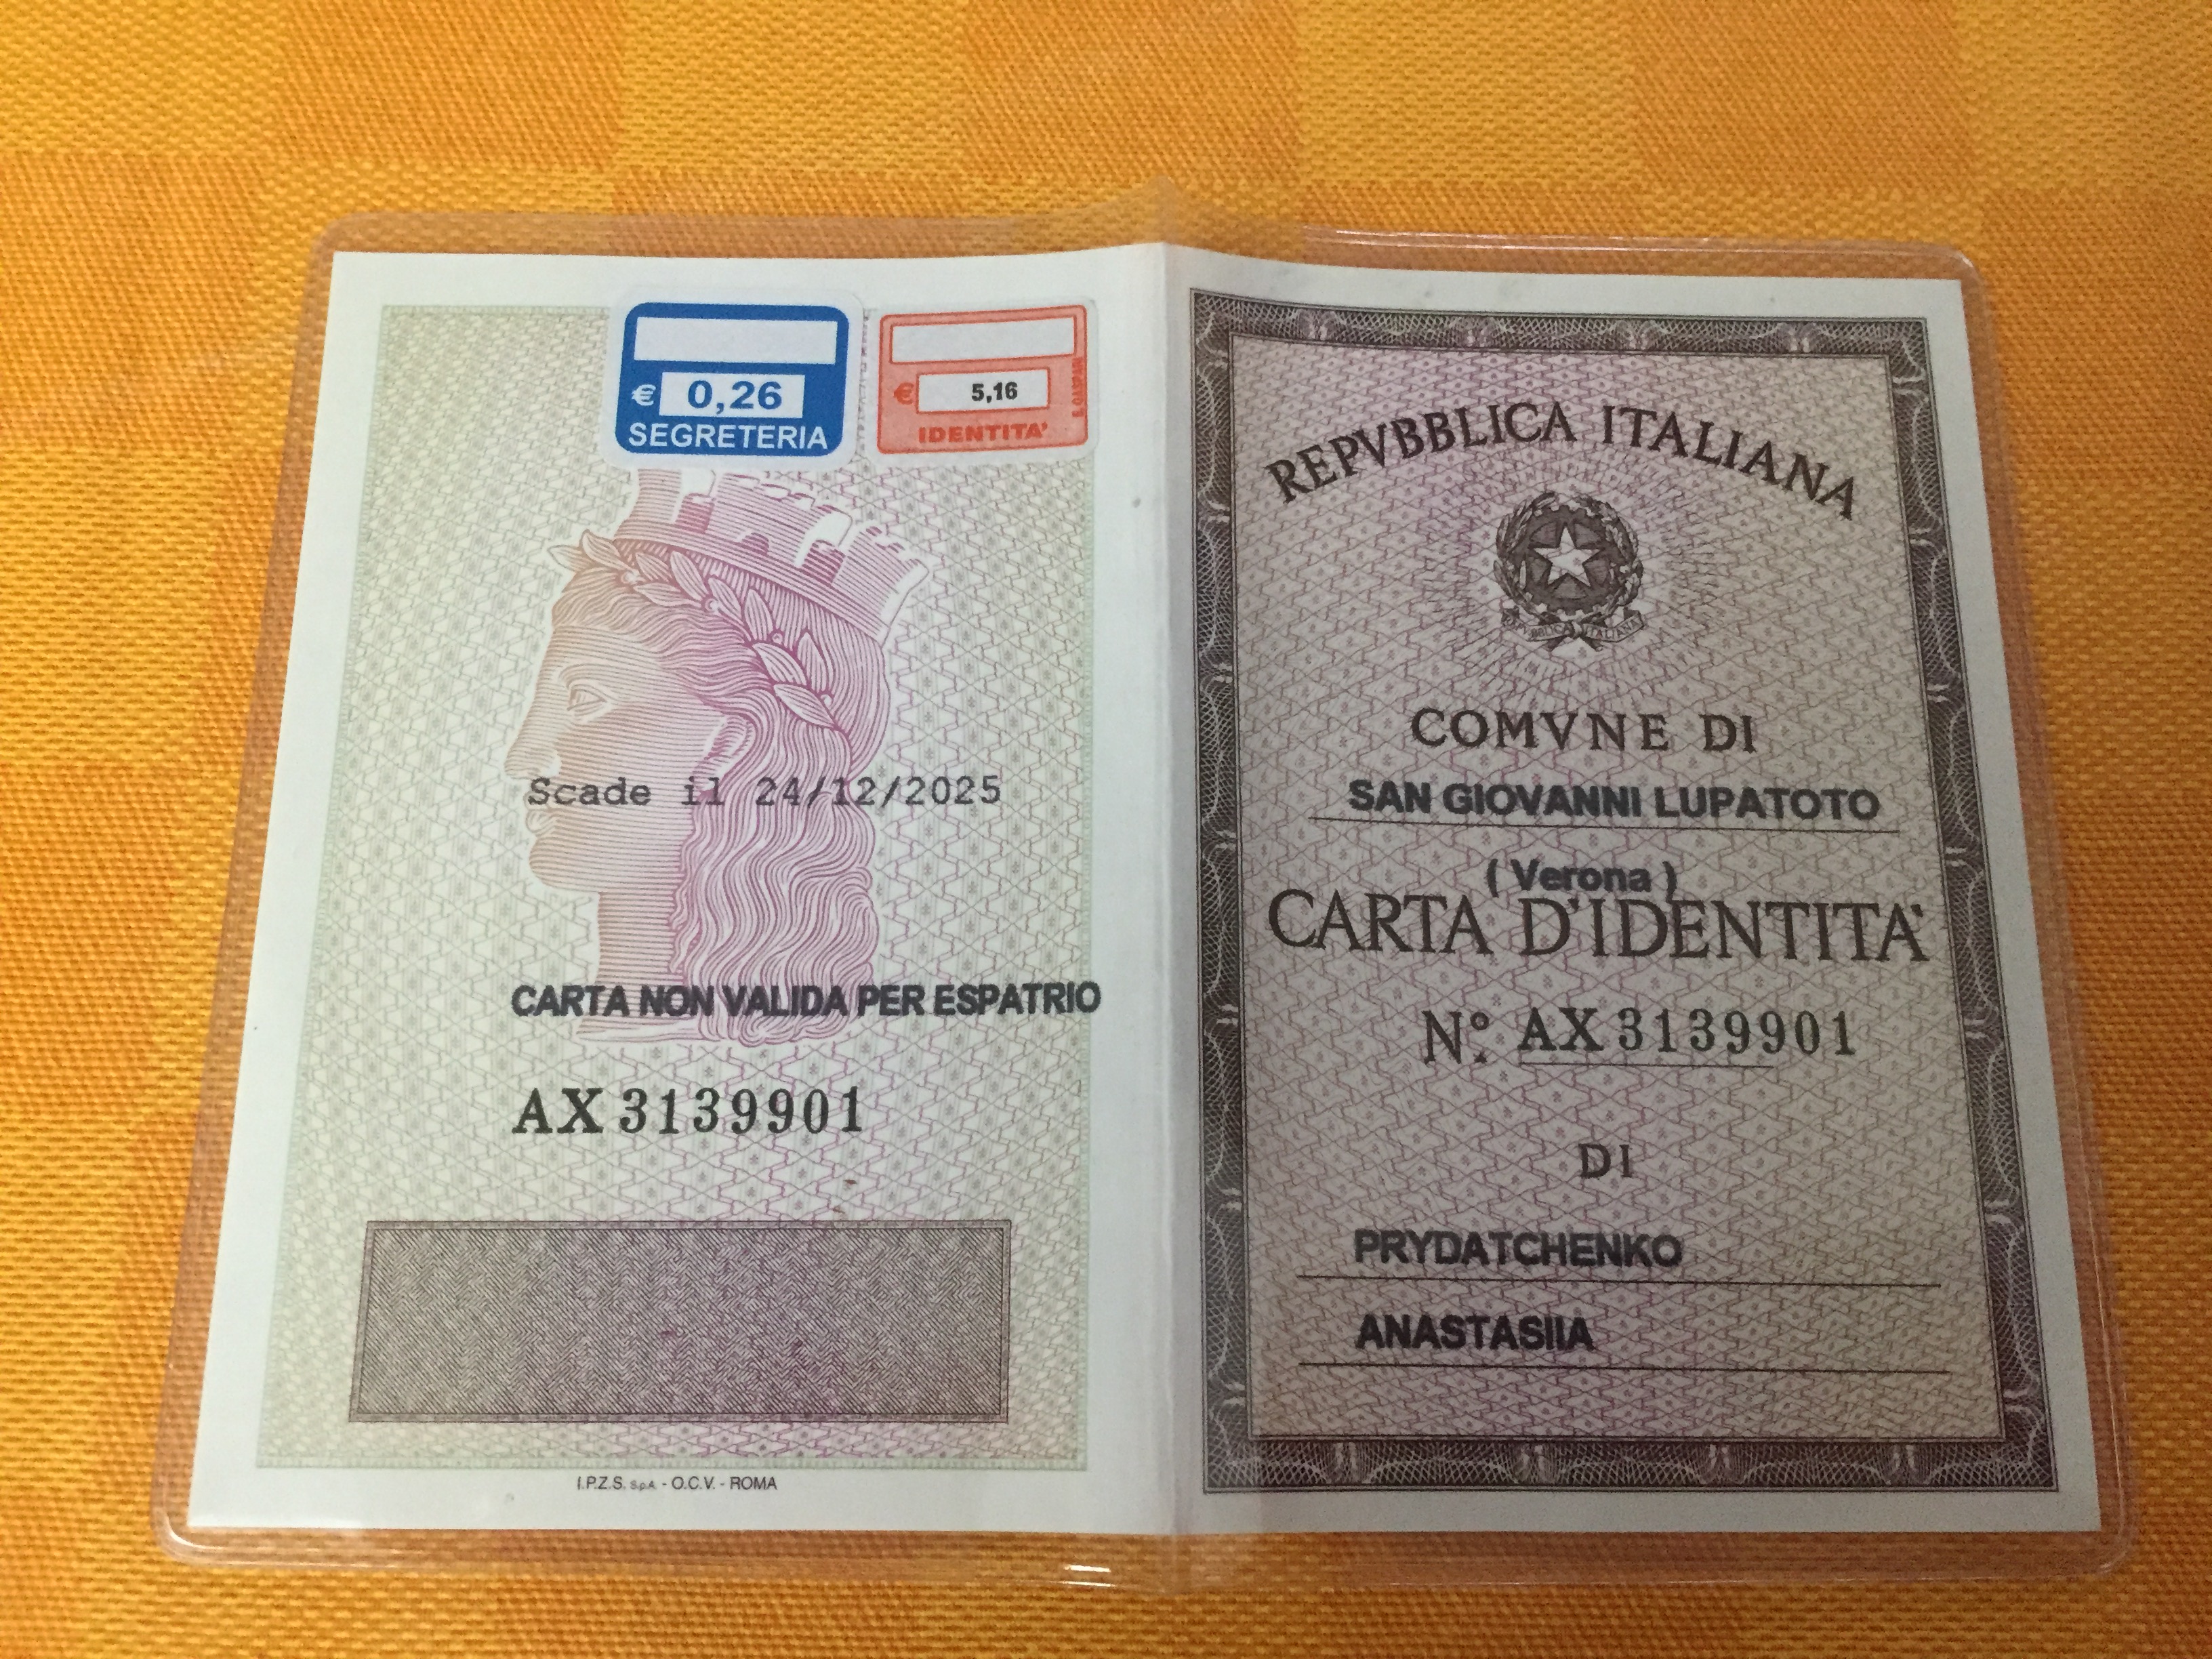 € 0,26
SEGRETERIA
€ 5,16
IDENTITA'
E. GASPARI
Scade il 24/12/2025
CARTA NON VALIDA PER ESPATRIO
AX 3139901
I.P.Z.S. S.p.A. - O.C.V. - ROMA
REPVBBLICA ITALIANA
COMVNE DI
SAN GIOVANNI LUPATOTO
(Verona)
CARTA D'IDENTITA'
N° AX 3139901
DI
PRYDATCHENKO
ANASTASIIA